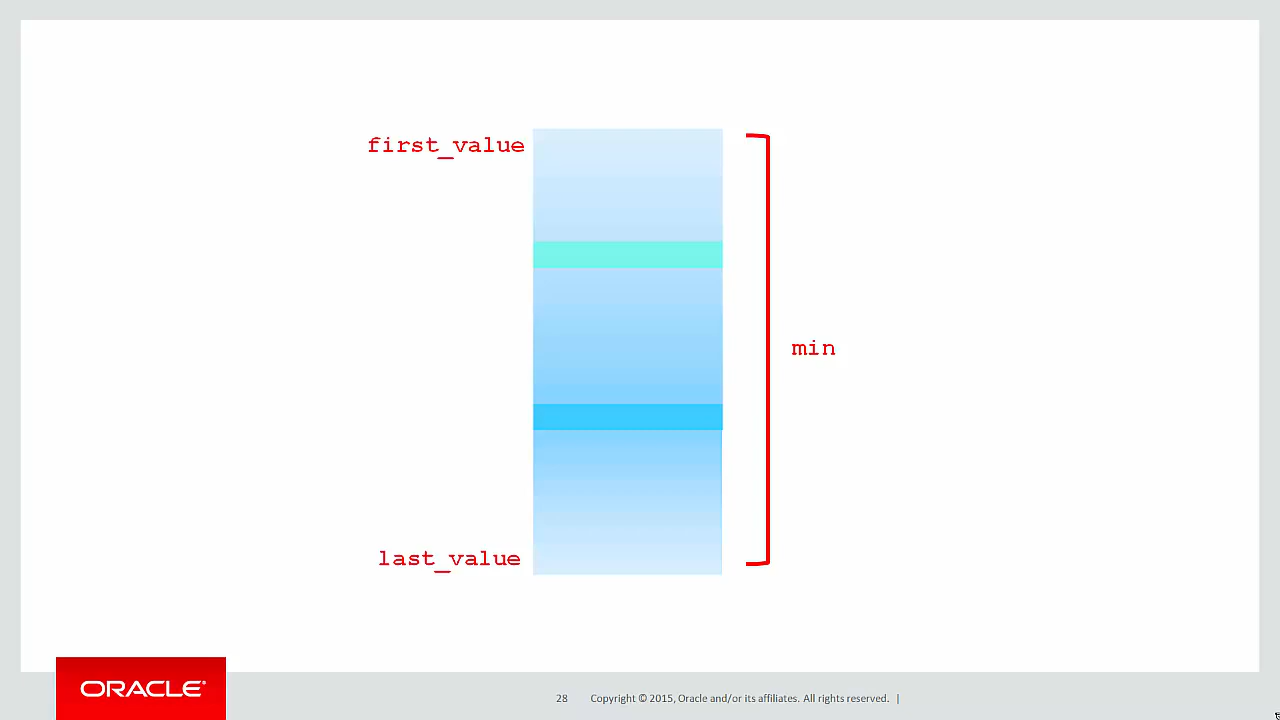 first_value
min
last_value
ORACLE®
28 Copyright © 2015, Oracle and/or its affiliates. All rights reserved. |